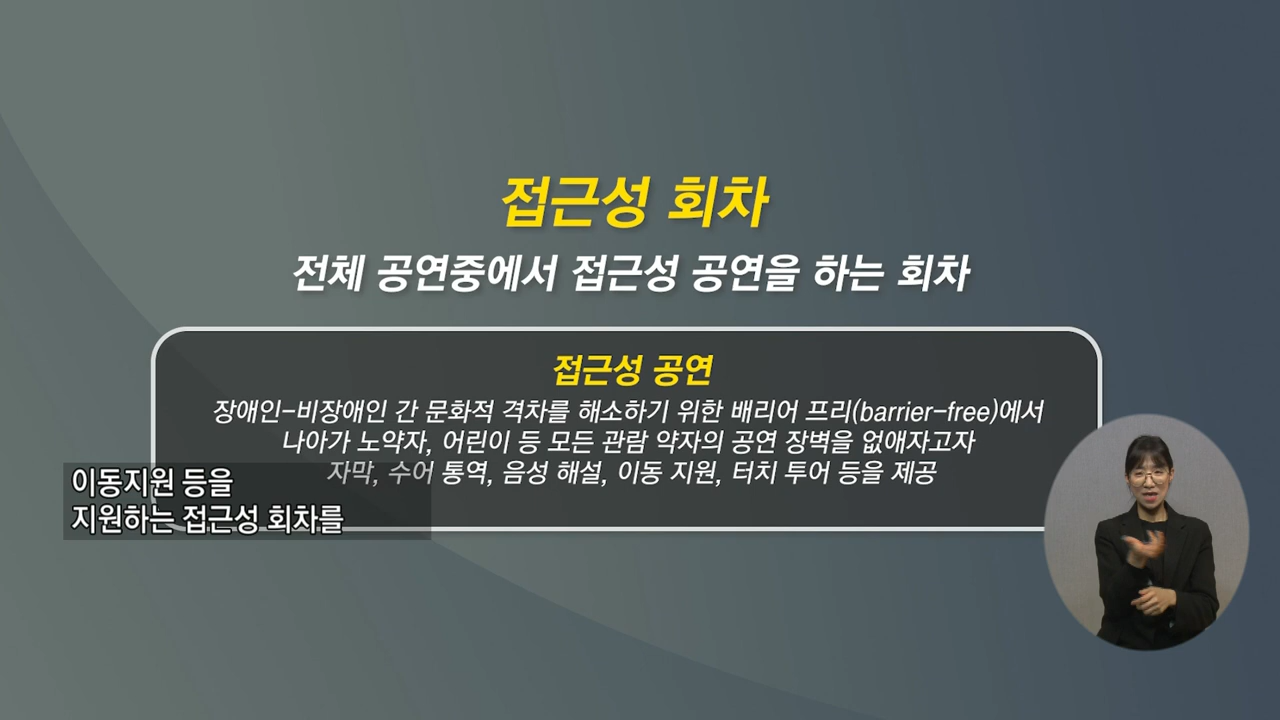 접근성 회차
전체 공연중에서 접근성 공연을 하는 회차
접근성 공연
장애인-비장애인 간 문화적 격차를 해소하기 위한 배리어 프리(barrier-free)에서
나아가 노약자, 어린이 등 모든 관람 약자의 공연 장벽을 없애자고자
자막, 수어 통역, 음성 해설, 이동 지원, 터치 투어 등을 제공
이동지원 등을
지원하는 접근성 회차를